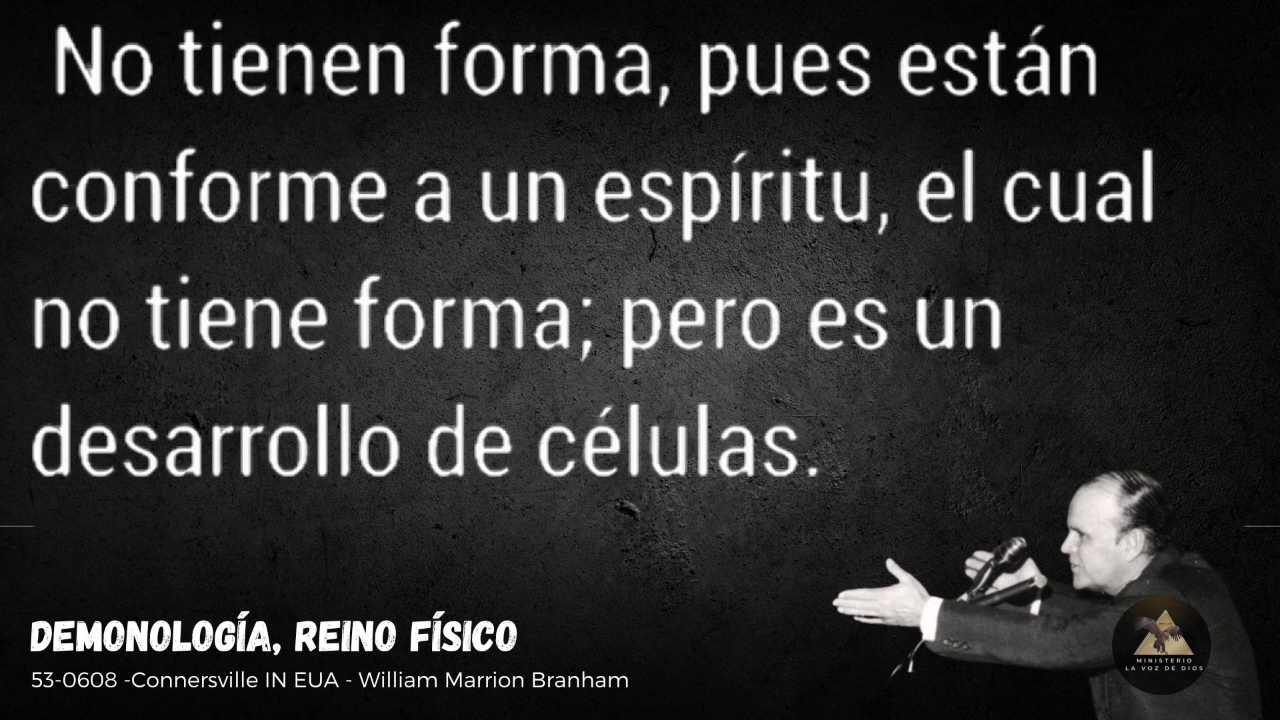 No tienen forma, pues están
conforme a un espíritu, el cual
no tiene forma; pero es un
desarrollo de células.
DEMONOLOGÍA, REINO FÍSICO
53-0608 -Connersville IN EUA - William Marrion Branham
MINISTERIO
LA VOZ DE DIOS